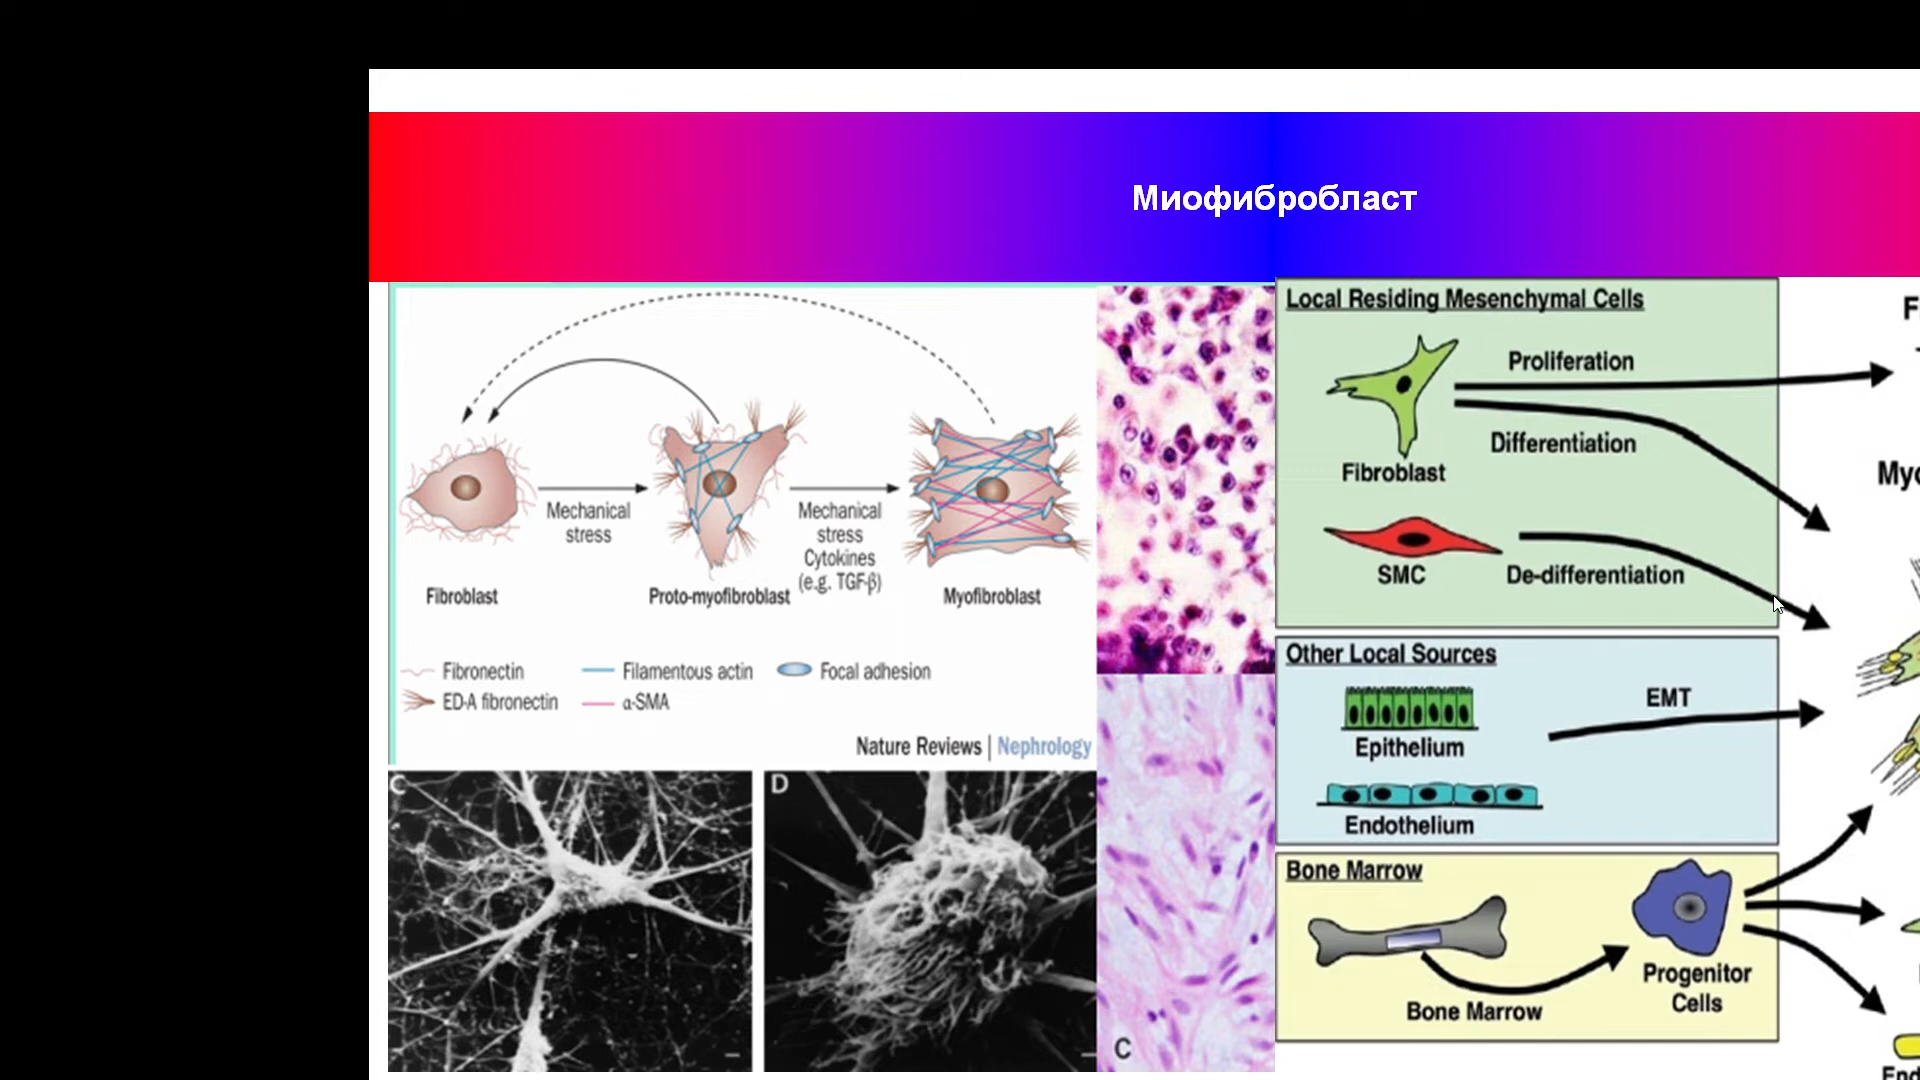 Миофибробласт
Fibroblast
Mechanical
stress
Proto-myofibroblast
Mechanical
stress
Cytokines
(e.g. TGF-β)
Myofibroblast
Fibronectin
Filamentous actin
Focal adhesion
ED-A fibronectin
α-SMA
Nature Reviews | Nephrology
C
D
C
Local Residing Mesenchymal Cells
Proliferation
Differentiation
Fibroblast
SMC
De-differentiation
Other Local Sources
EMT
Epithelium
Endothelium
Bone Marrow
Progenitor
Cells
Bone Marrow